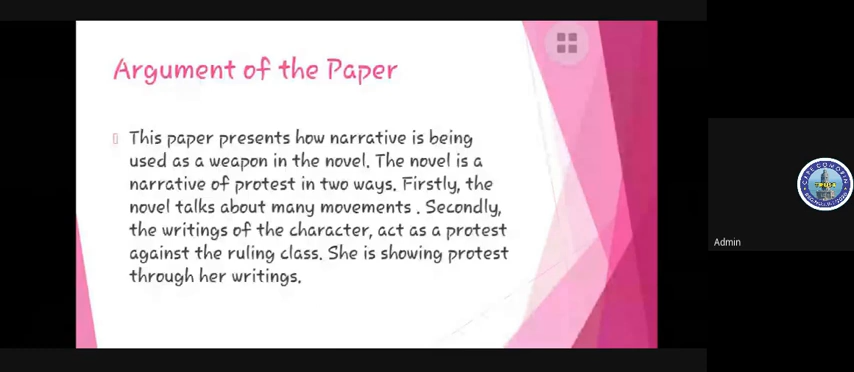 Argument of the Paper
This paper presents how narrative is being
used as a weapon in the novel. The novel is a
narrative of protest in two ways. Firstly, the
novel talks about many movements . Secondly,
the writings of the character, act as a protest
against the ruling class. She is showing protest
through her writings.
Admin